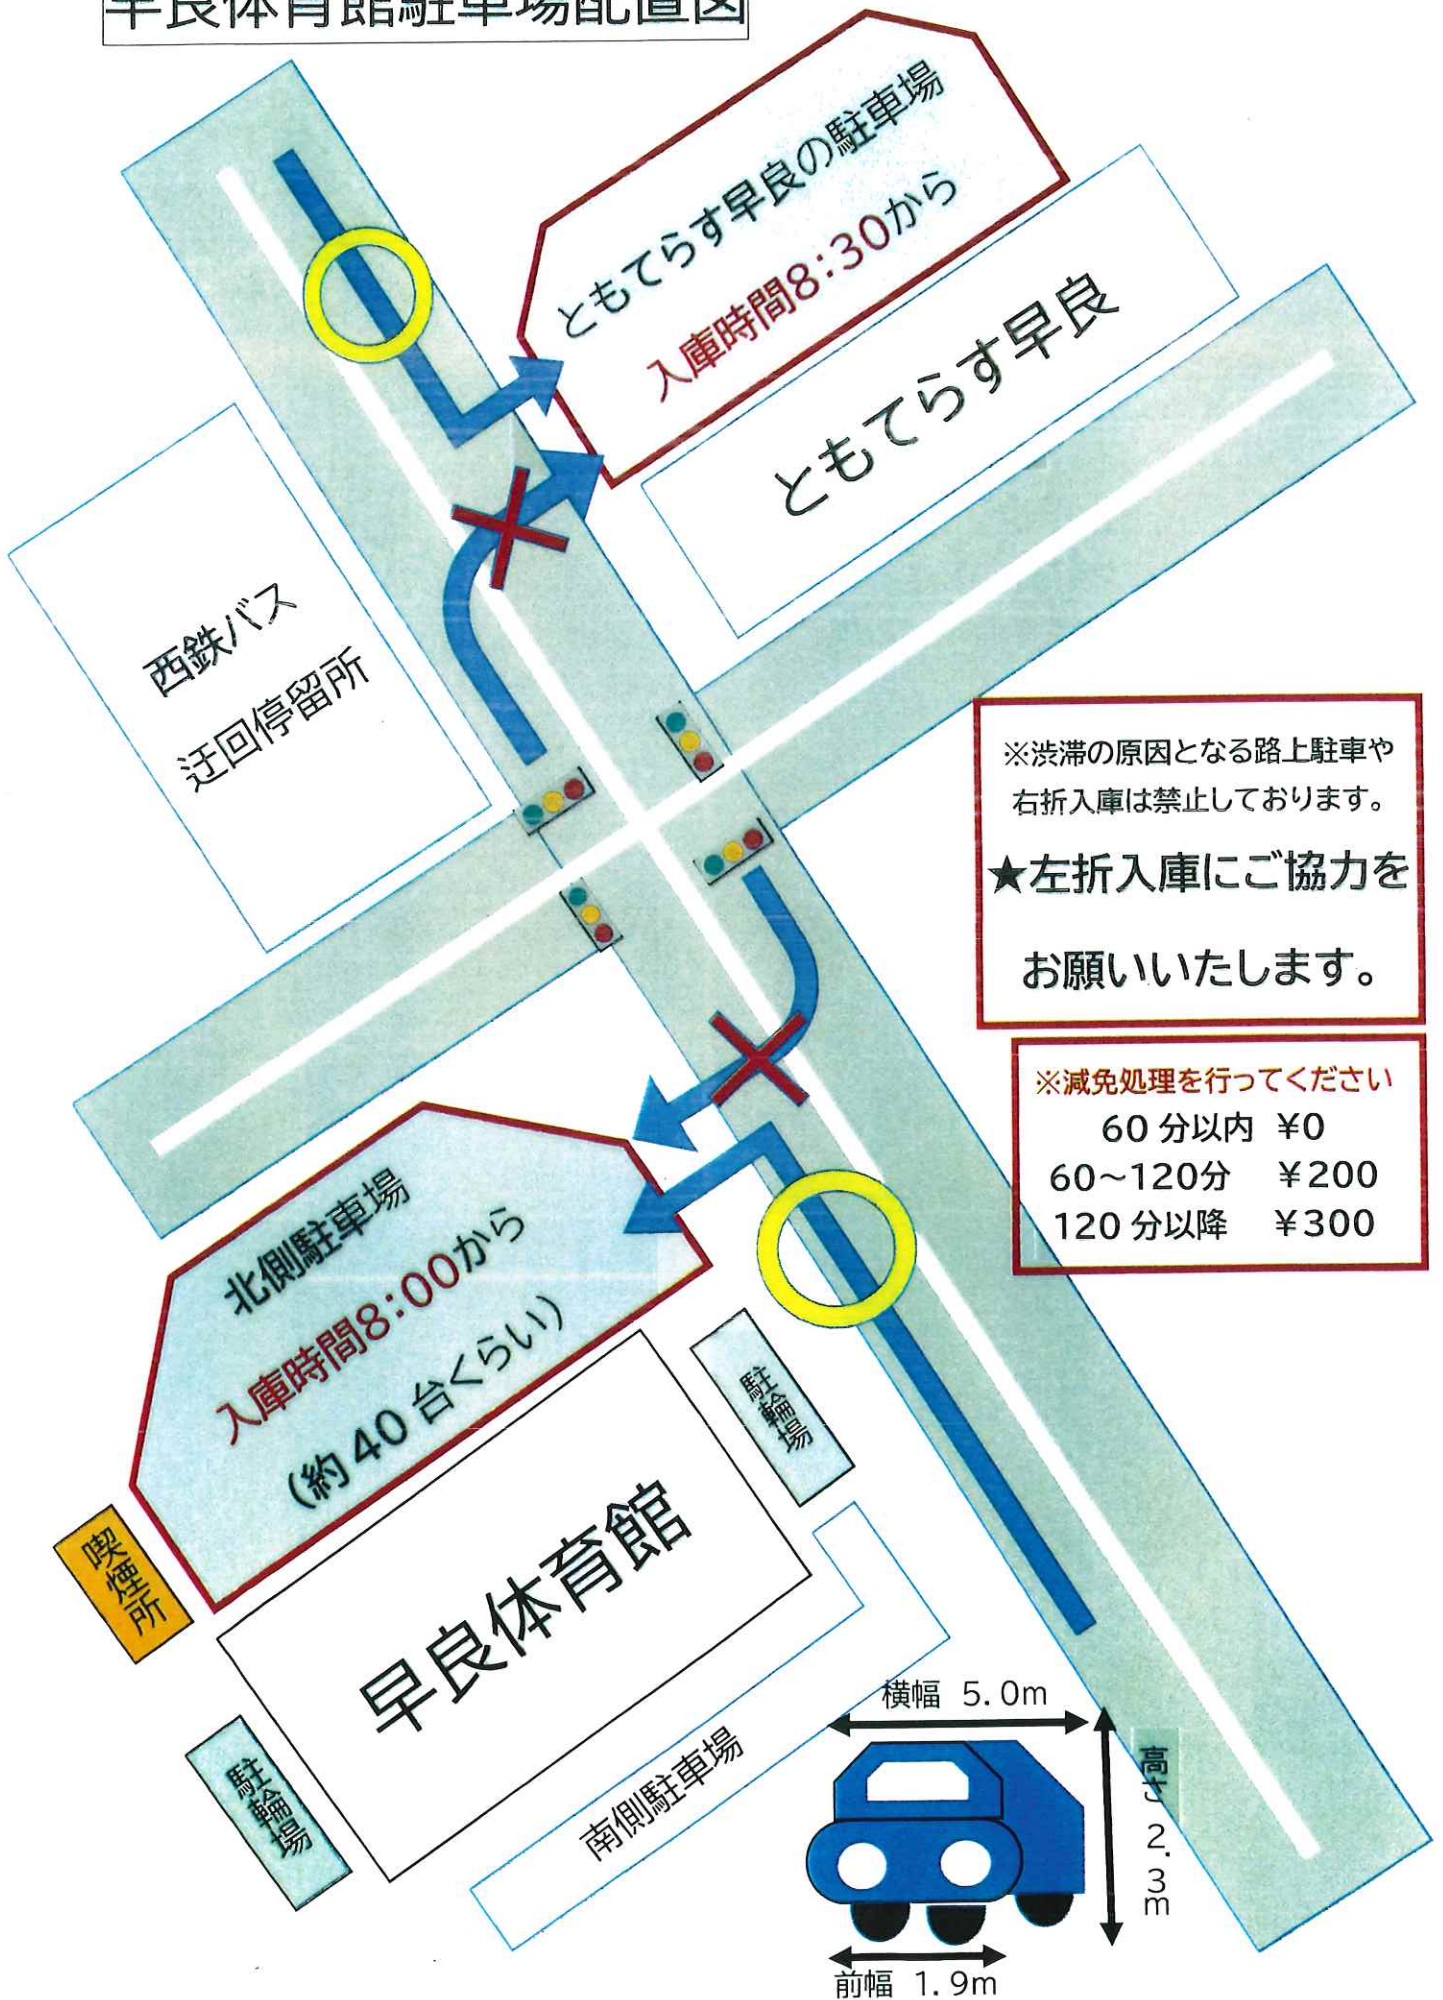 早良体育館駐車場配置図
ともてらす早良の駐車場
入庫時間8:30から
ともてらす早良
西鉄バス
迂回停留所
※渋滞の原因となる路上駐車や
右折入庫は禁止しております。
★左折入庫にご協力を
お願いいたします。
※減免処理を行ってください
60分以内 ¥0
60～120分 ¥200
120分以降 ¥300
北側駐車場
入庫時間8:00から
(約40台くらい)
駐輪場
喫煙所
早良体育館
駐輪場
南側駐車場
横幅 5.0m
高さ 2.3m
前幅 1.9m